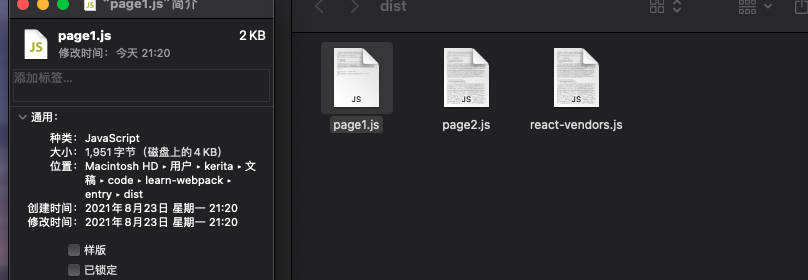 “page1.js”简介
page1.js 2 KB
修改时间：今天 21:20
添加标签...
通用：
种类：JavaScript
大小：1,951 字节（磁盘上的 4 KB）
位置：Macintosh HD ▸ 用户 ▸ kerita ▸ 文
稿 ▸ code ▸ learn-webpack ▸
entry ▸ dist
创建时间：2021年8月23日 星期一 21:20
修改时间：2021年8月23日 星期一 21:20
样版
已锁定
dist
JS JS JS
page1.js page2.js react-vendors.js